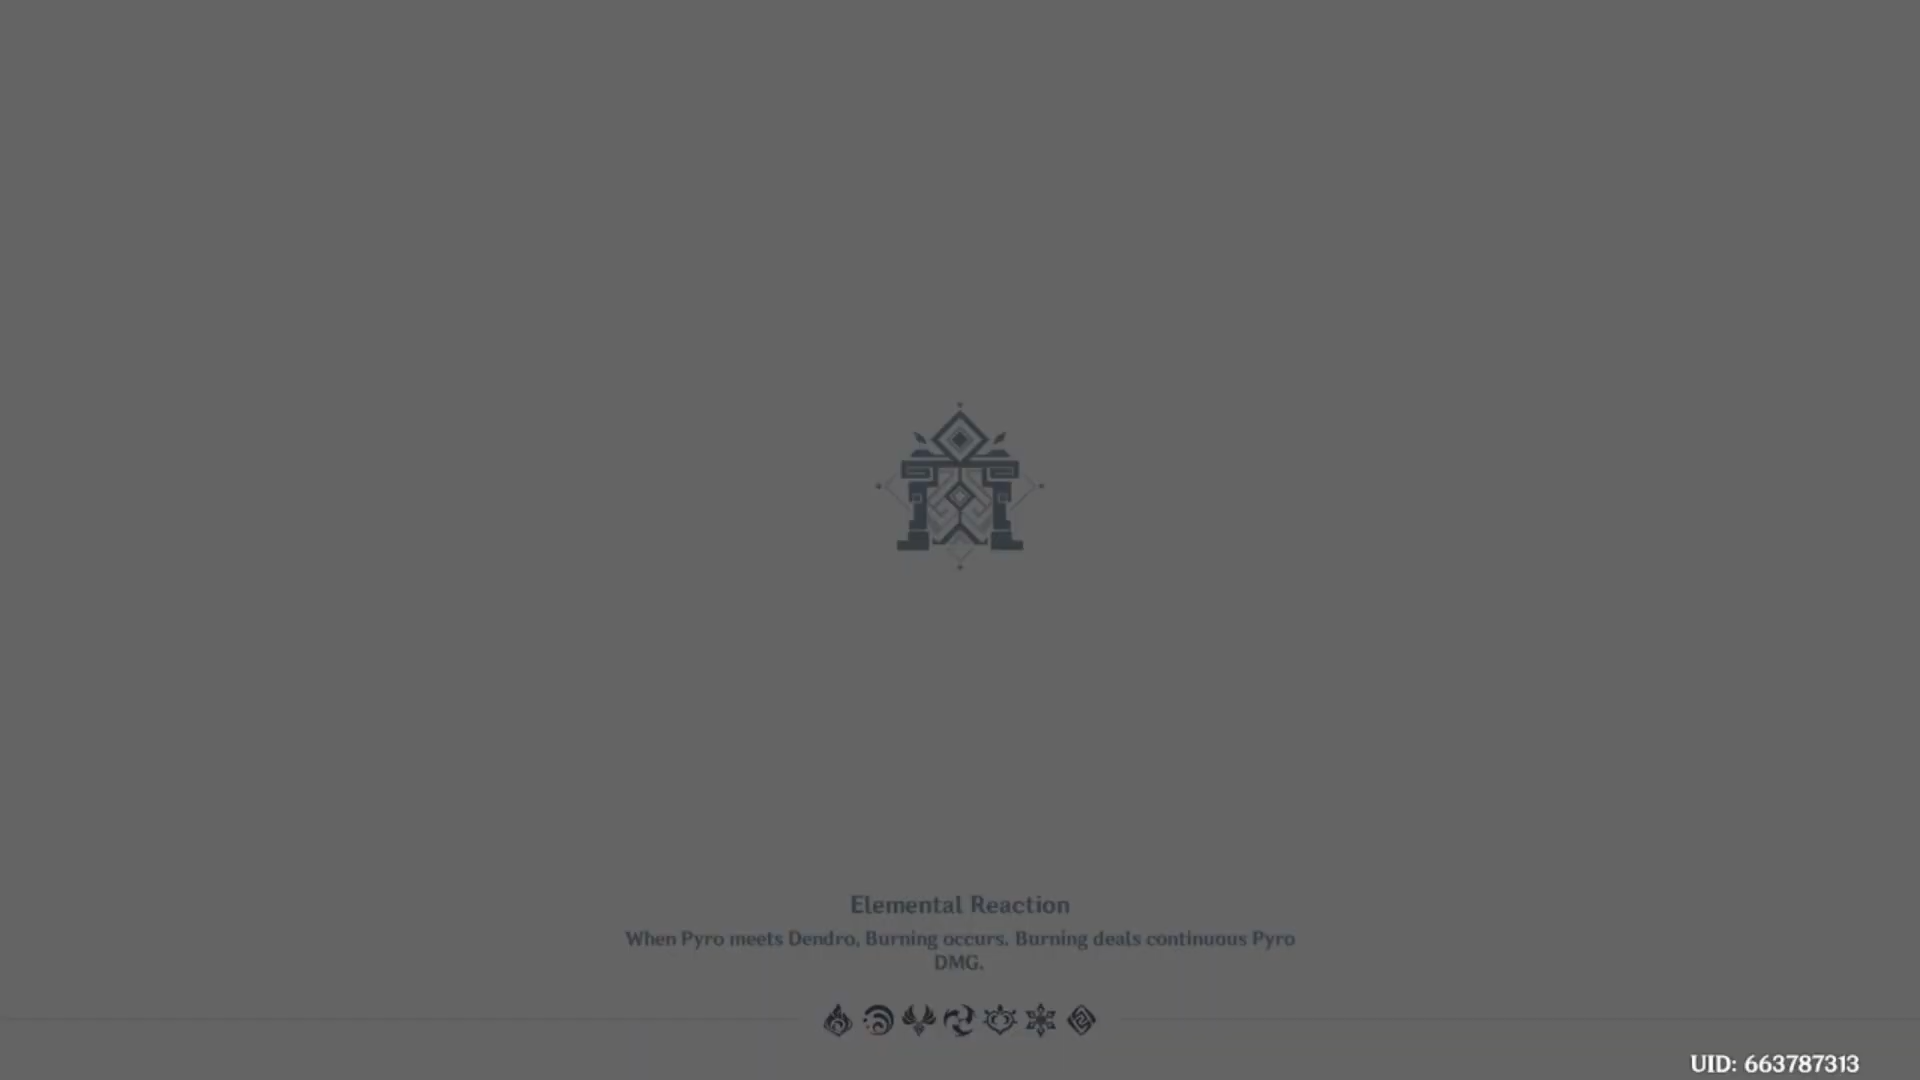 Elemental Reaction
When Pyro meets Dendro, Burning occurs. Burning deals continuous Pyro
DMG.
UID: 663787313